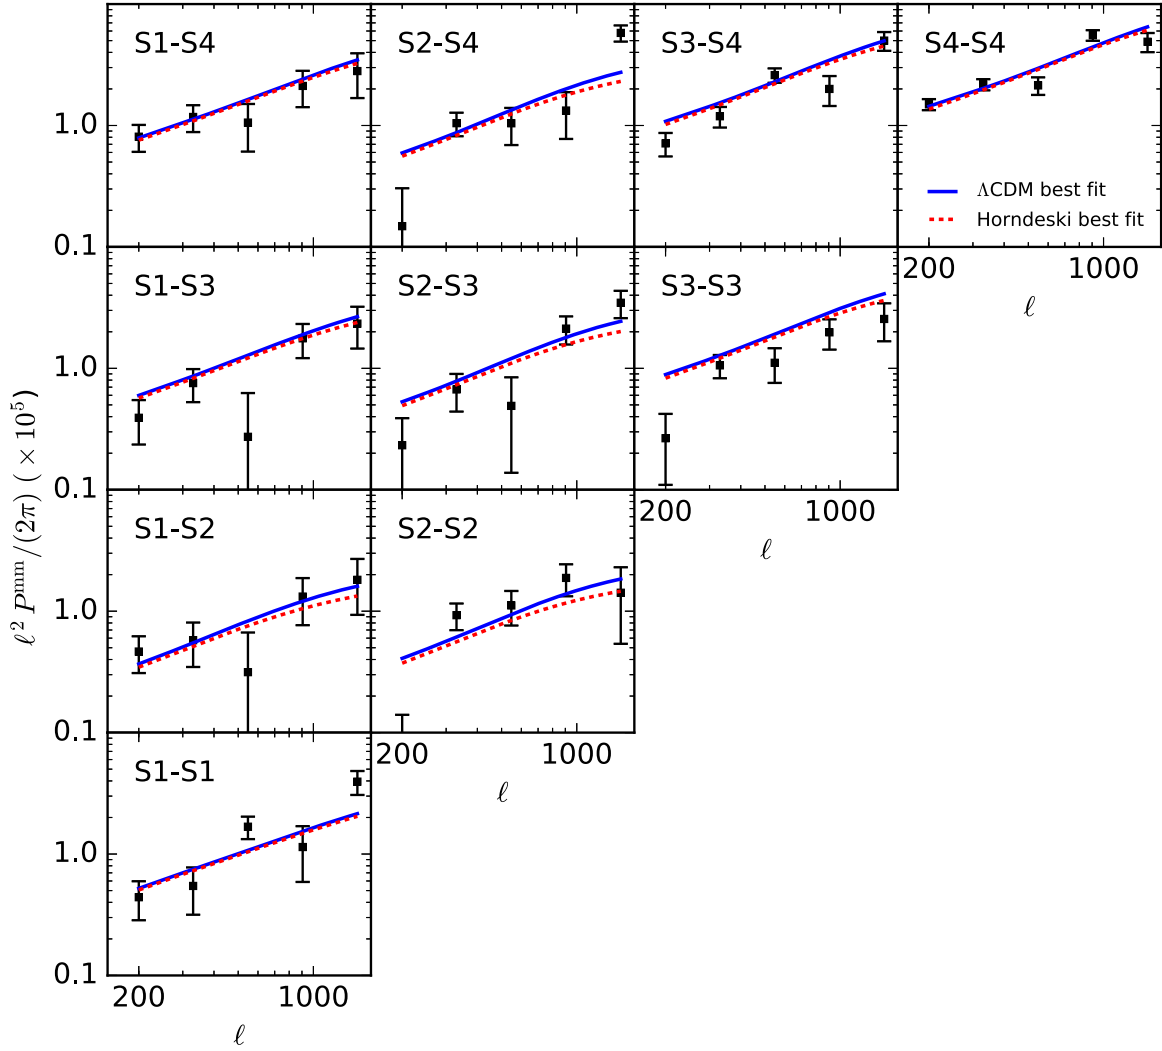 S1-S4 S2-S4 S3-S4 S4-S4
1.0
ΛCDM best fit
Horndeski best fit
0.1
200 1000
ℓ
S1-S3 S2-S3 S3-S3
1.0
0.1
200 1000
ℓ
ℓ² Pᵐᵐ/(2π) (×10⁵)
S1-S2 S2-S2
1.0
0.1
200 1000
ℓ
S1-S1
1.0
0.1
200 1000
ℓ